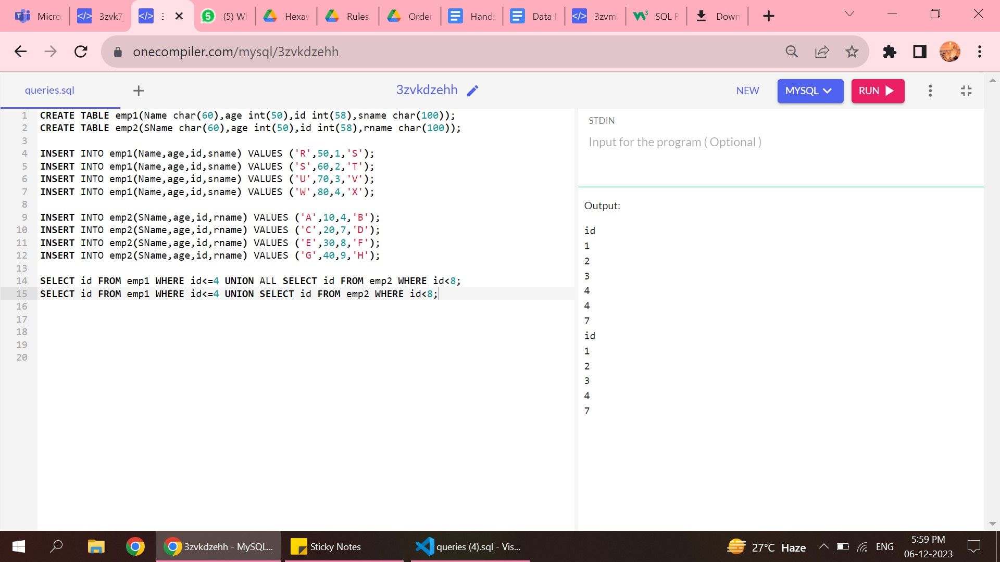 Micro
3zvk7
(5) W
Hexaw
Rules
Order
Hands
Data
3zvm
SQL F
Down
onecompiler.com/mysql/3zvkdzehh
queries.sql
3zvkdzehh
NEW
MYSQL
RUN
1 CREATE TABLE emp1(Name char(60),age int(50),id int(58),sname char(100));
2 CREATE TABLE emp2(SName char(60),age int(50),id int(58),rname char(100));
3
4 INSERT INTO emp1(Name,age,id,sname) VALUES ('R',50,1,'S');
5 INSERT INTO emp1(Name,age,id,sname) VALUES ('S',60,2,'T');
6 INSERT INTO emp1(Name,age,id,sname) VALUES ('U',70,3,'V');
7 INSERT INTO emp1(Name,age,id,sname) VALUES ('W',80,4,'X');
8
9 INSERT INTO emp2(SName,age,id,rname) VALUES ('A',10,4,'B');
10 INSERT INTO emp2(SName,age,id,rname) VALUES ('C',20,7,'D');
11 INSERT INTO emp2(SName,age,id,rname) VALUES ('E',30,8,'F');
12 INSERT INTO emp2(SName,age,id,rname) VALUES ('G',40,9,'H');
13
14 SELECT id FROM emp1 WHERE id<=4 UNION ALL SELECT id FROM emp2 WHERE id<8;
15 SELECT id FROM emp1 WHERE id<=4 UNION SELECT id FROM emp2 WHERE id<8;
16
17
18
19
20
STDIN
Input for the program ( Optional )
Output:
id
1
2
3
4
4
7
id
1
2
3
4
7
3zvkdzehh - MySQL...
Sticky Notes
queries (4).sql - Vis...
27°C Haze
ENG
5:59 PM
06-12-2023